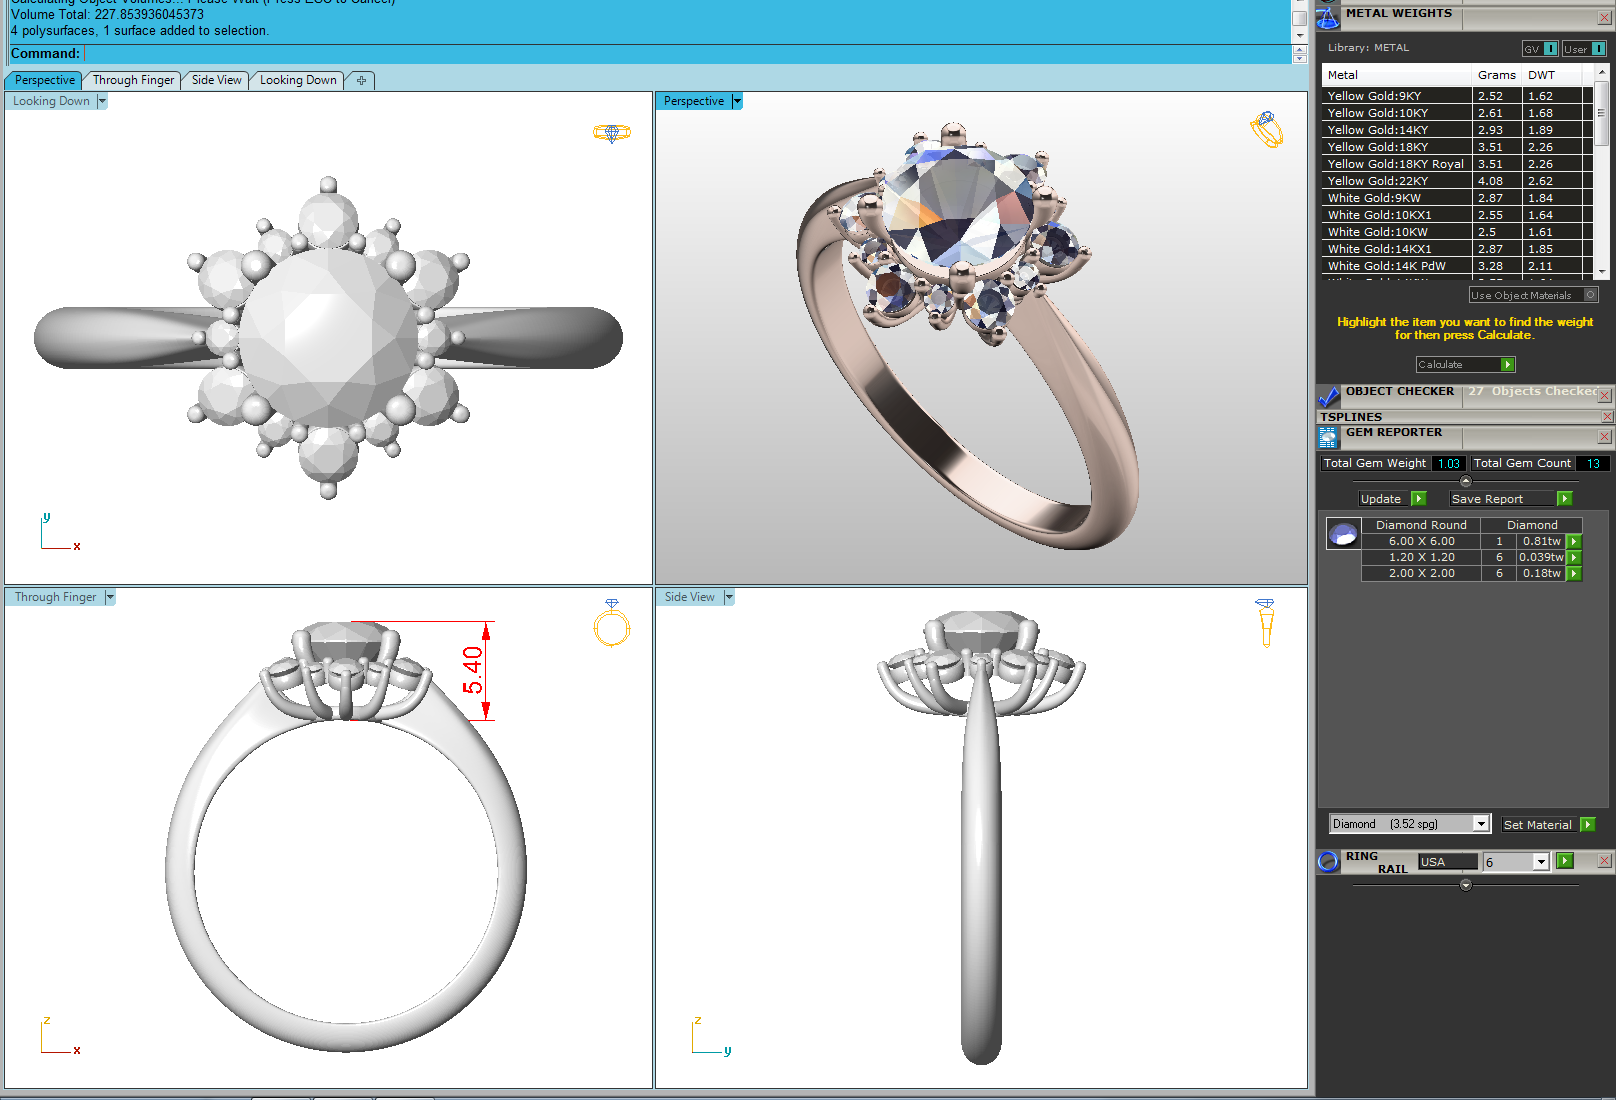 Calculating Object Volumes... Please Wait (Press ESC to Cancel)
Volume Total: 227.853936045373
4 polysurfaces, 1 surface added to selection.
Command:
Perspective
Through Finger
Side View
Looking Down
Looking Down
Perspective
y
x
Through Finger
5.40
z
x
Side View
z
y
METAL WEIGHTS
Library: METAL
GV
User
Metal Grams DWT
Yellow Gold:9KY 2.52 1.62
Yellow Gold:10KY 2.61 1.68
Yellow Gold:14KY 2.93 1.89
Yellow Gold:18KY 3.51 2.26
Yellow Gold:18KY Royal 3.51 2.26
Yellow Gold:22KY 4.08 2.62
White Gold:9KW 2.87 1.84
White Gold:10KX1 2.55 1.64
White Gold:10KW 2.5 1.61
White Gold:14KX1 2.87 1.85
White Gold:14K PdW 3.28 2.11
Use Object Materials
Highlight the item you want to find the weight
for then press Calculate.
Calculate
OBJECT CHECKER 27 Objects Checked
TSPLINES
GEM REPORTER
Total Gem Weight 1.03 Total Gem Count 13
Update Save Report
Diamond Round Diamond
6.00 X 6.00 1 0.81tw
1.20 X 1.20 6 0.039tw
2.00 X 2.00 6 0.18tw
Diamond (3.52 spg) Set Material
RING RAIL USA 6